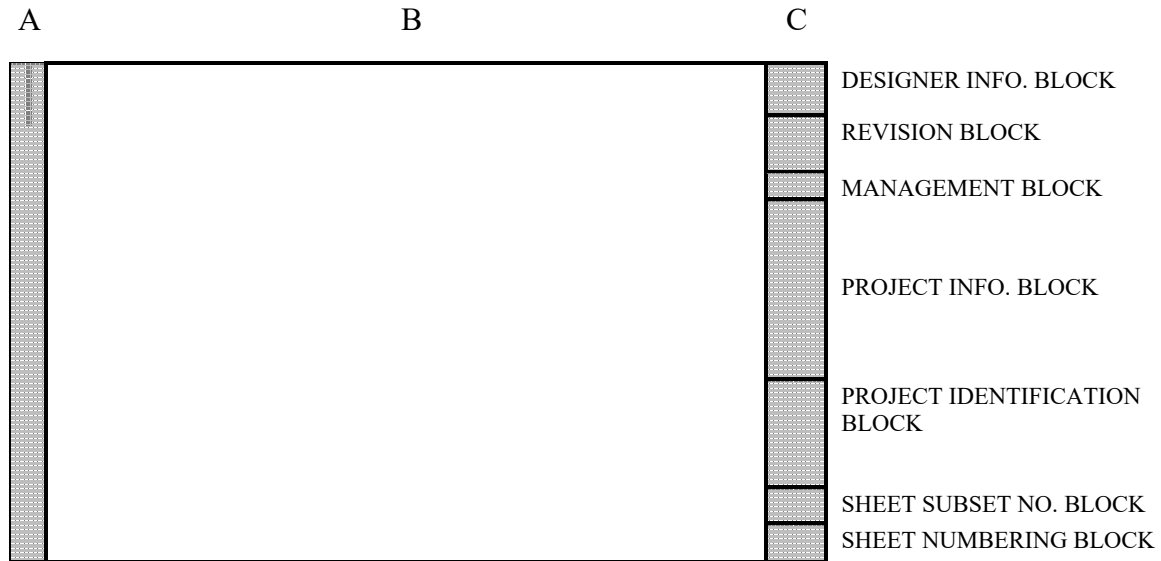 A B C
DESIGNER INFO. BLOCK
REVISION BLOCK
MANAGEMENT BLOCK
PROJECT INFO. BLOCK
PROJECT IDENTIFICATION
BLOCK
SHEET SUBSET NO. BLOCK
SHEET NUMBERING BLOCK